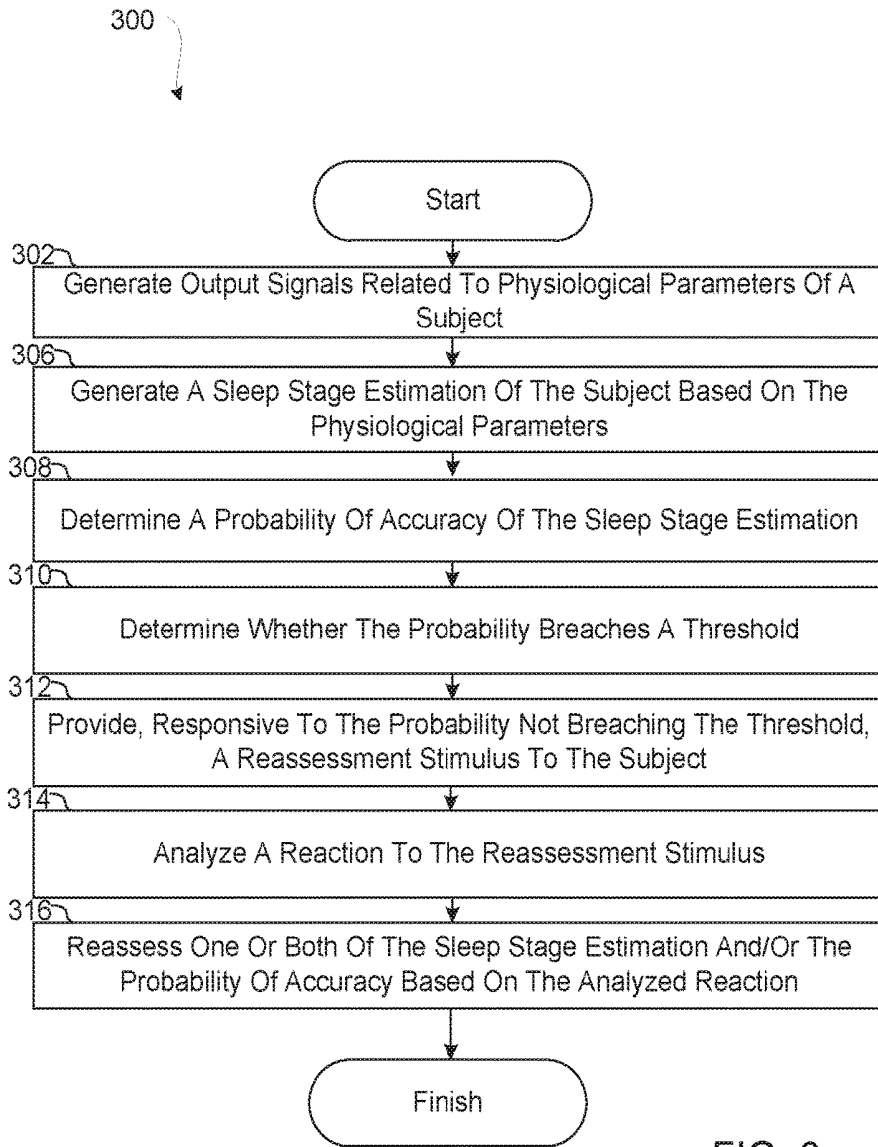 300
Start
302
Generate Output Signals Related To Physiological Parameters Of A
Subject
306
Generate A Sleep Stage Estimation Of The Subject Based On The
Physiological Parameters
308
Determine A Probability Of Accuracy Of The Sleep Stage Estimation
310
Determine Whether The Probability Breaches A Threshold
312
Provide, Responsive To The Probability Not Breaching The Threshold,
A Reassessment Stimulus To The Subject
314
Analyze A Reaction To The Reassessment Stimulus
316
Reassess One Or Both Of The Sleep Stage Estimation And/Or The
Probability Of Accuracy Based On The Analyzed Reaction
Finish